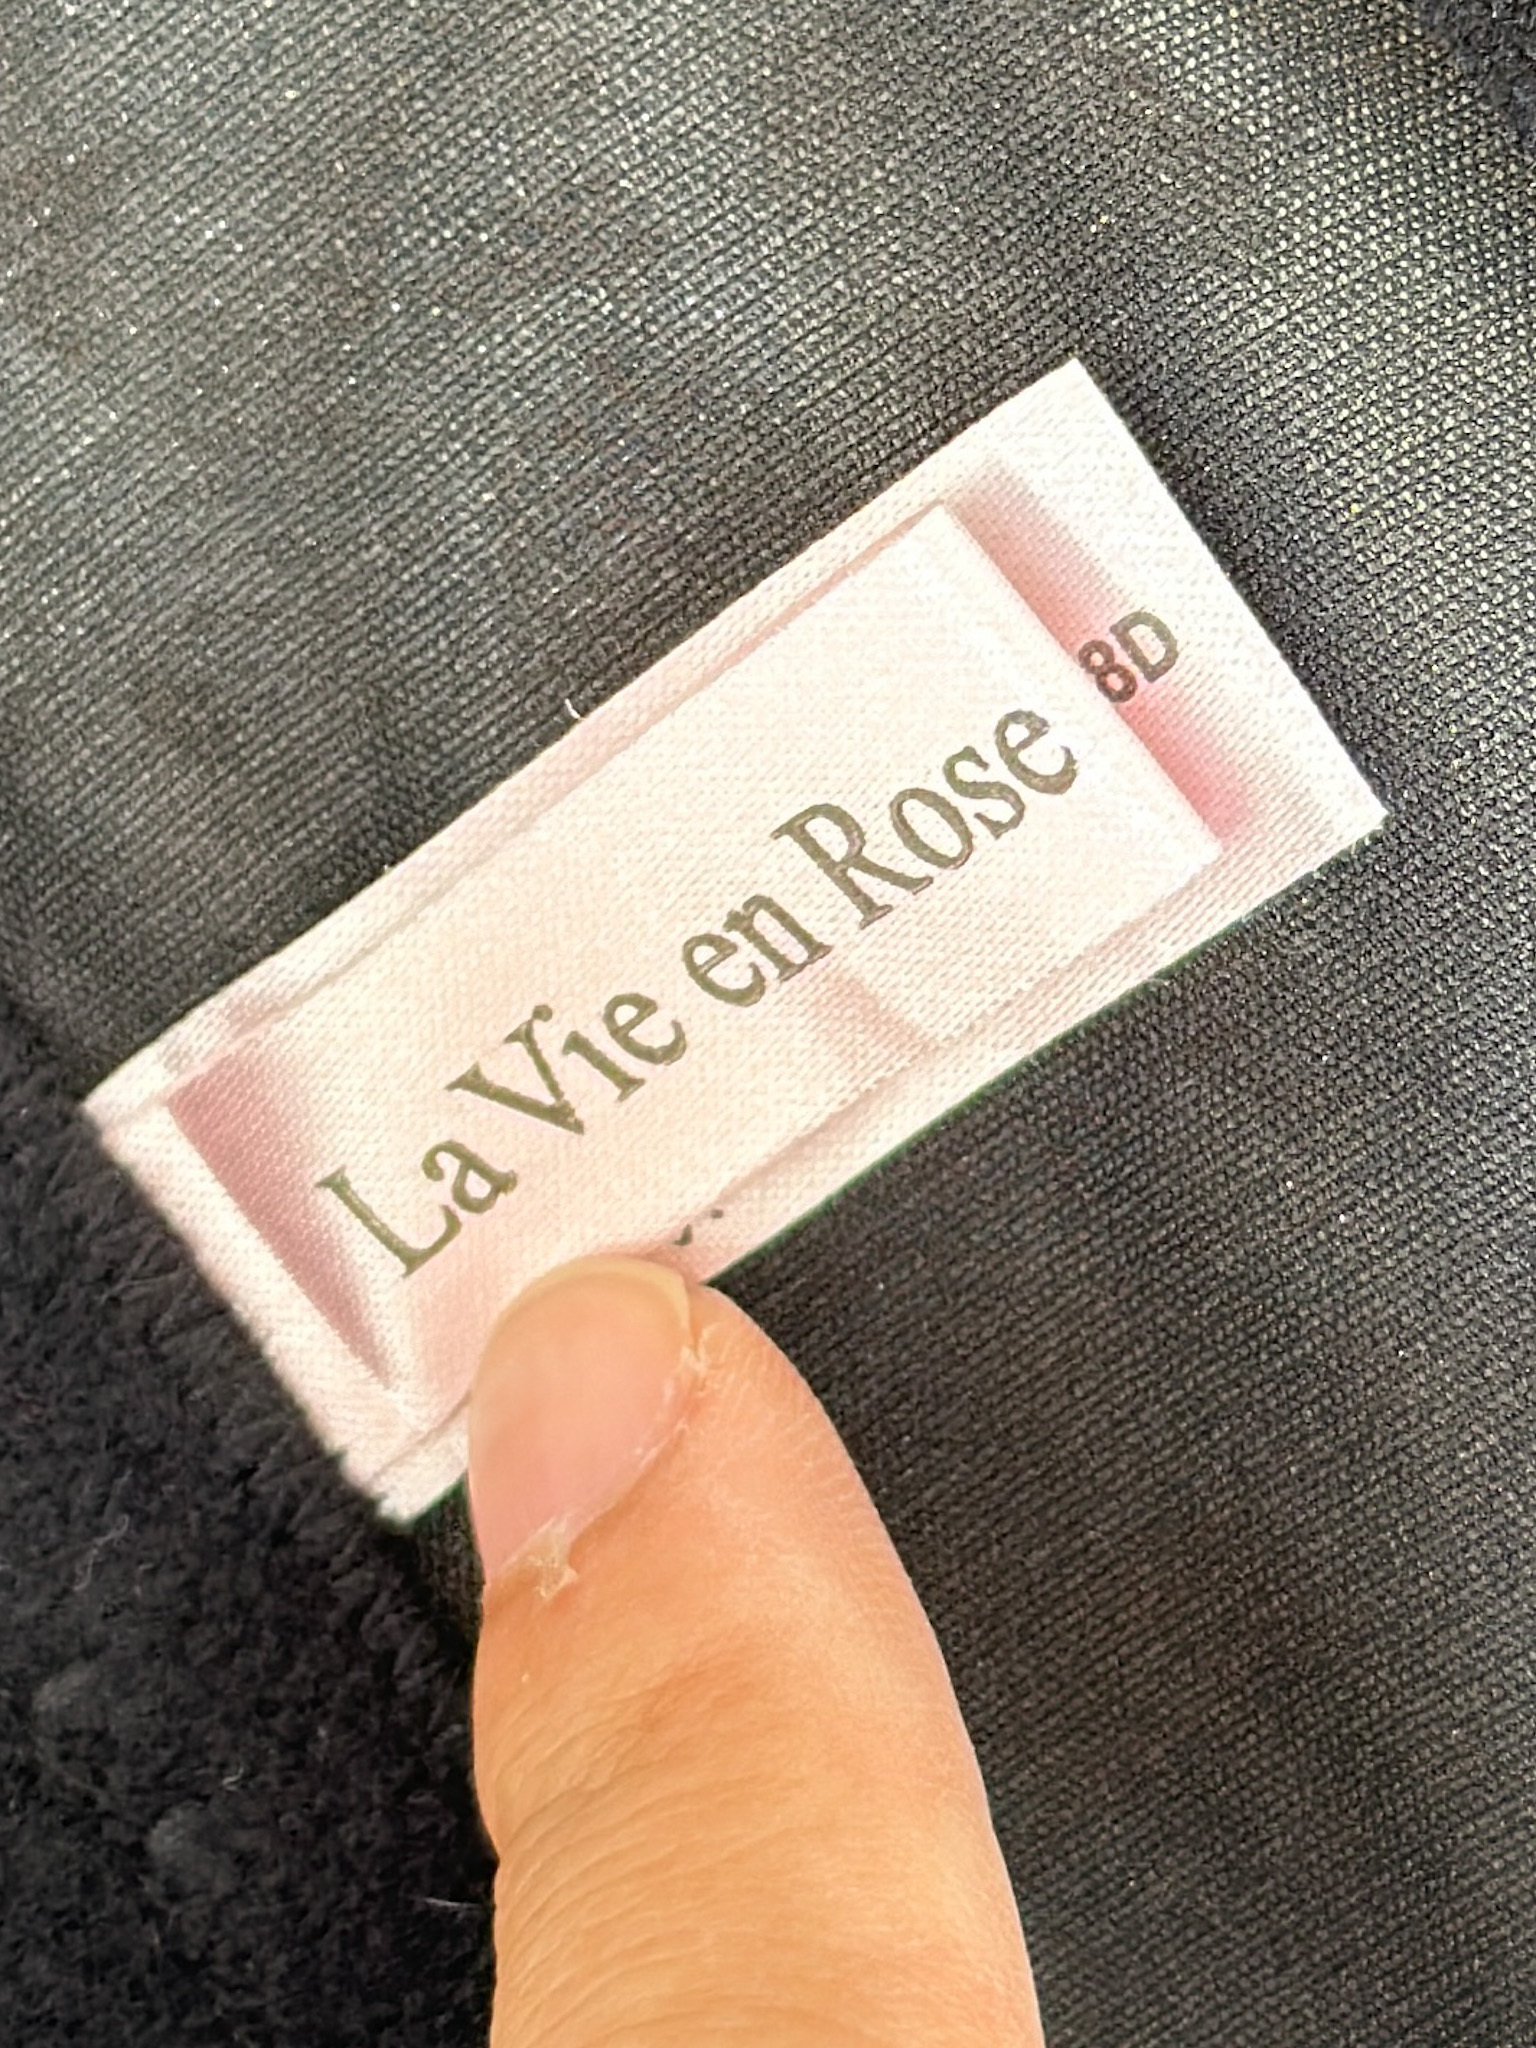 La Vie en Rose
8D